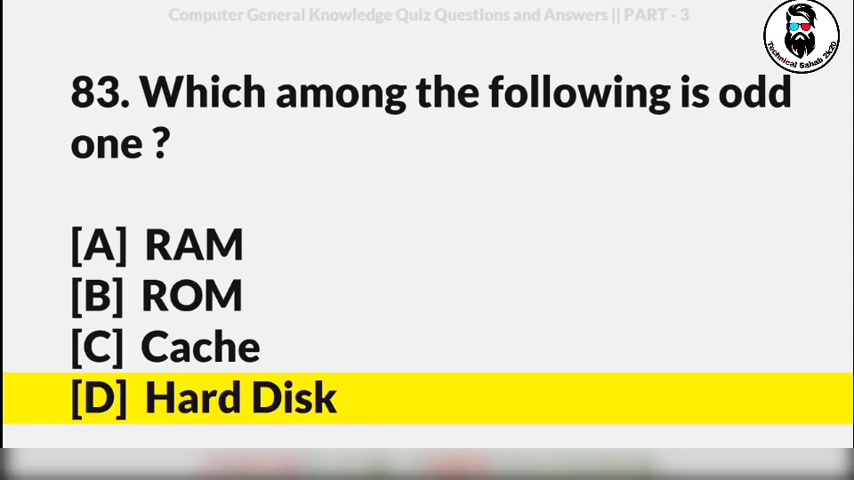 Computer General Knowledge Quiz Questions and Answers || PART - 3
Technical Sahab 2k20
83. Which among the following is odd
one ?
[A] RAM
[B] ROM
[C] Cache
[D] Hard Disk